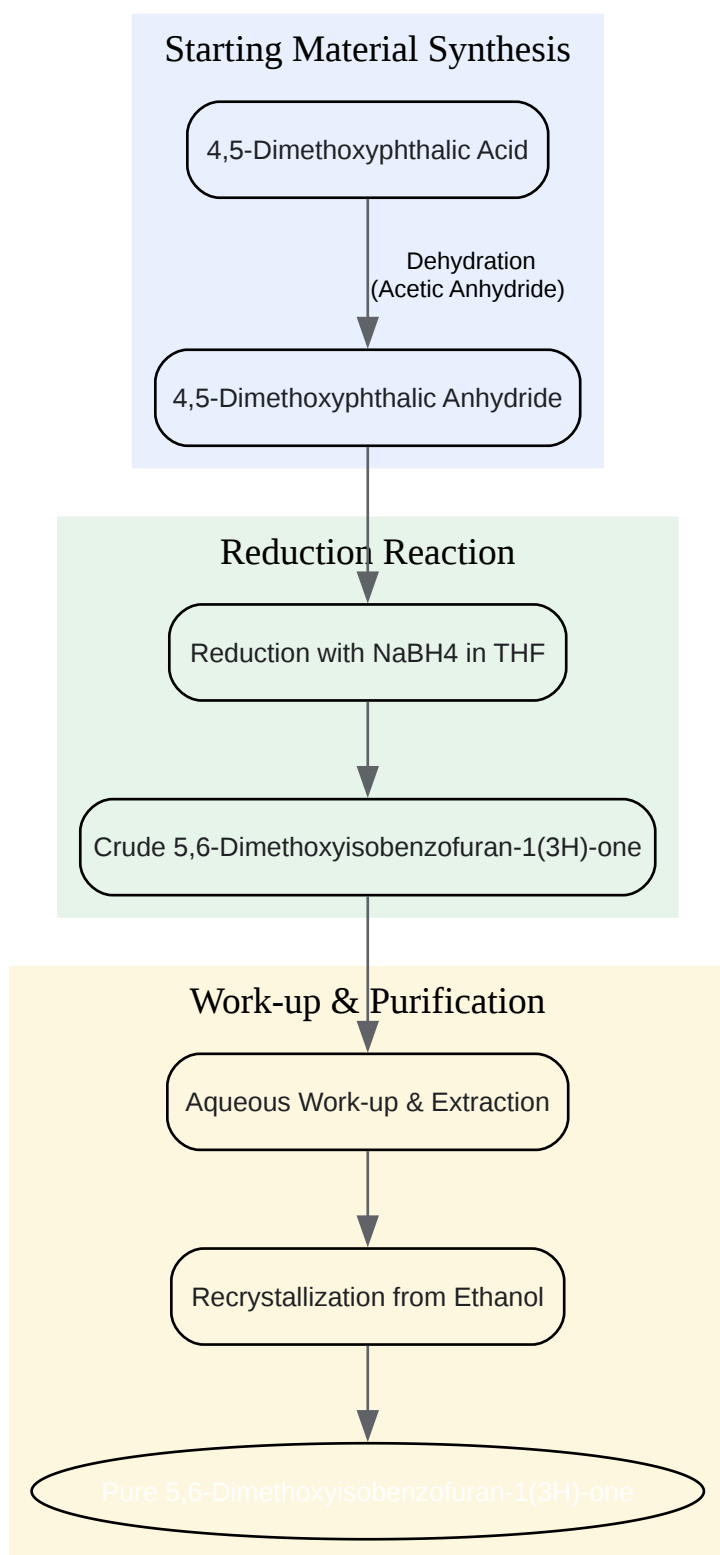 Starting Material Synthesis
4,5-Dimethoxyphthalic Acid
Dehydration
(Acetic Anhydride)
4,5-Dimethoxyphthalic Anhydride
Reduction Reaction
Reduction with NaBH4 in THF
Crude 5,6-Dimethoxyisobenzofuran-1(3H)-one
Work-up & Purification
Aqueous Work-up & Extraction
Recrystallization from Ethanol
Pure 5,6-Dimethoxyisobenzofuran-1(3H)-one